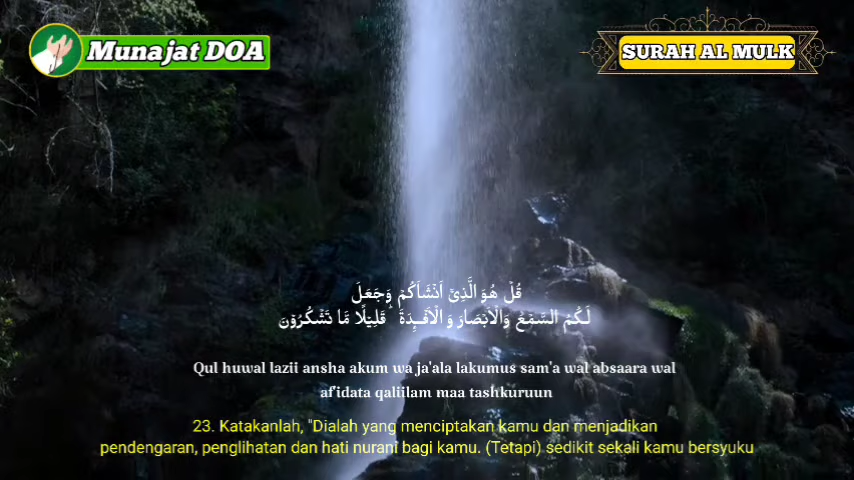 Munajat DOA
SURAH AL MULK
قُلْ هُوَ الَّذِيْٓ اَنْشَاَكُمْ وَجَعَلَ
لَكُمُ السَّمْعَ وَالْاَبْصَارَ وَالْاَفْـِٕدَةَ ۗ قَلِيْلًا مَّا تَشْكُرُوْنَ
Qul huwal lazii ansha akum wa ja'ala lakumus sam'a wal absaara wal
af'idata qaliilam maa tashkuruun
23. Katakanlah, "Dialah yang menciptakan kamu dan menjadikan
pendengaran, penglihatan dan hati nurani bagi kamu. (Tetapi) sedikit sekali kamu bersyuku